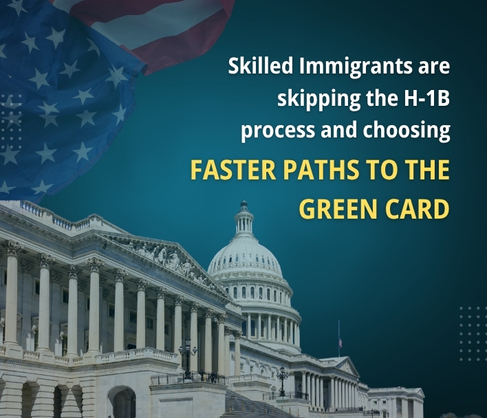 Skilled Immigrants are
skipping the H-1B
process and choosing
FASTER PATHS TO THE
GREEN CARD